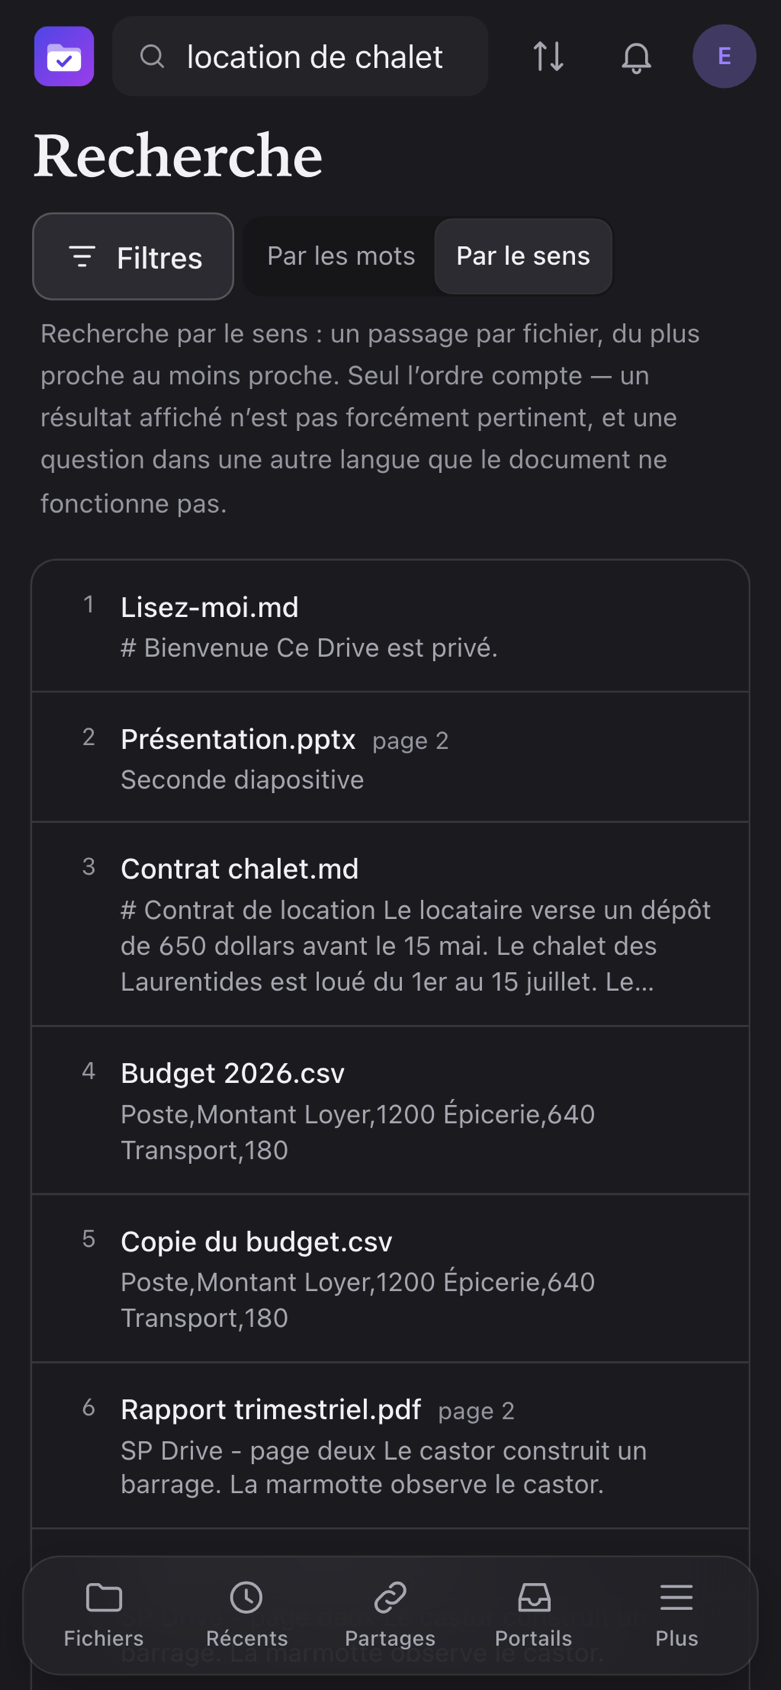 location de chalet
E
Recherche
Filtres
Par les mots
Par le sens
Recherche par le sens : un passage par fichier, du plus
proche au moins proche. Seul l’ordre compte — un
résultat affiché n’est pas forcément pertinent, et une
question dans une autre langue que le document ne
fonctionne pas.
1 Lisez-moi.md
# Bienvenue Ce Drive est privé.
2 Présentation.pptx page 2
Seconde diapositive
3 Contrat chalet.md
# Contrat de location Le locataire verse un dépôt
de 650 dollars avant le 15 mai. Le chalet des
Laurentides est loué du 1er au 15 juillet. Le...
4 Budget 2026.csv
Poste,Montant Loyer,1200 Épicerie,640
Transport,180
5 Copie du budget.csv
Poste,Montant Loyer,1200 Épicerie,640
Transport,180
6 Rapport trimestriel.pdf page 2
SP Drive - page deux Le castor construit un
barrage. La marmotte observe le castor.
Fichiers
Récents
Partages
Portails
Plus
barrage. La marmotte observe le castor.